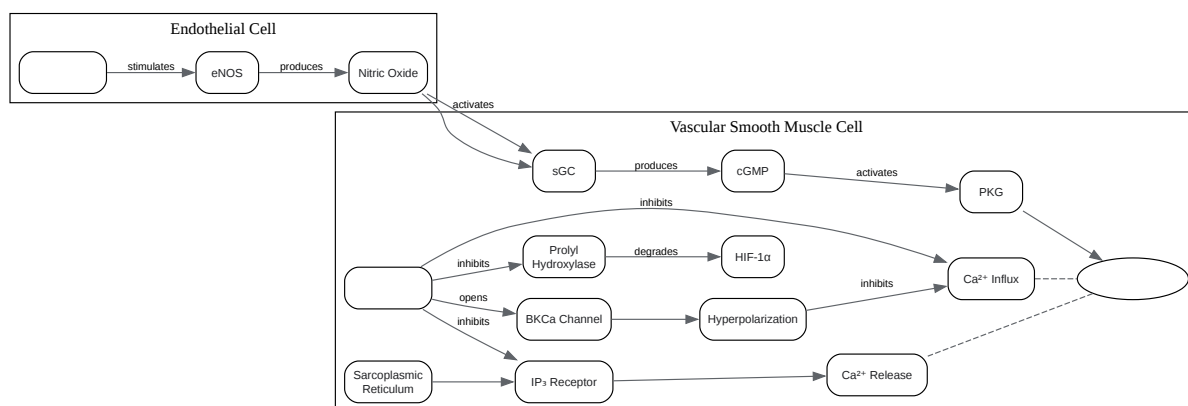 Endothelial Cell
stimulates
eNOS
produces
Nitric Oxide
activates
Vascular Smooth Muscle Cell
sGC
produces
cGMP
activates
PKG
inhibits
inhibits
Prolyl
Hydroxylase
degrades
HIF-1α
opens
BKCa Channel
Hyperpolarization
inhibits
Ca²⁺ Influx
inhibits
Sarcoplasmic
Reticulum
IP₃ Receptor
Ca²⁺ Release